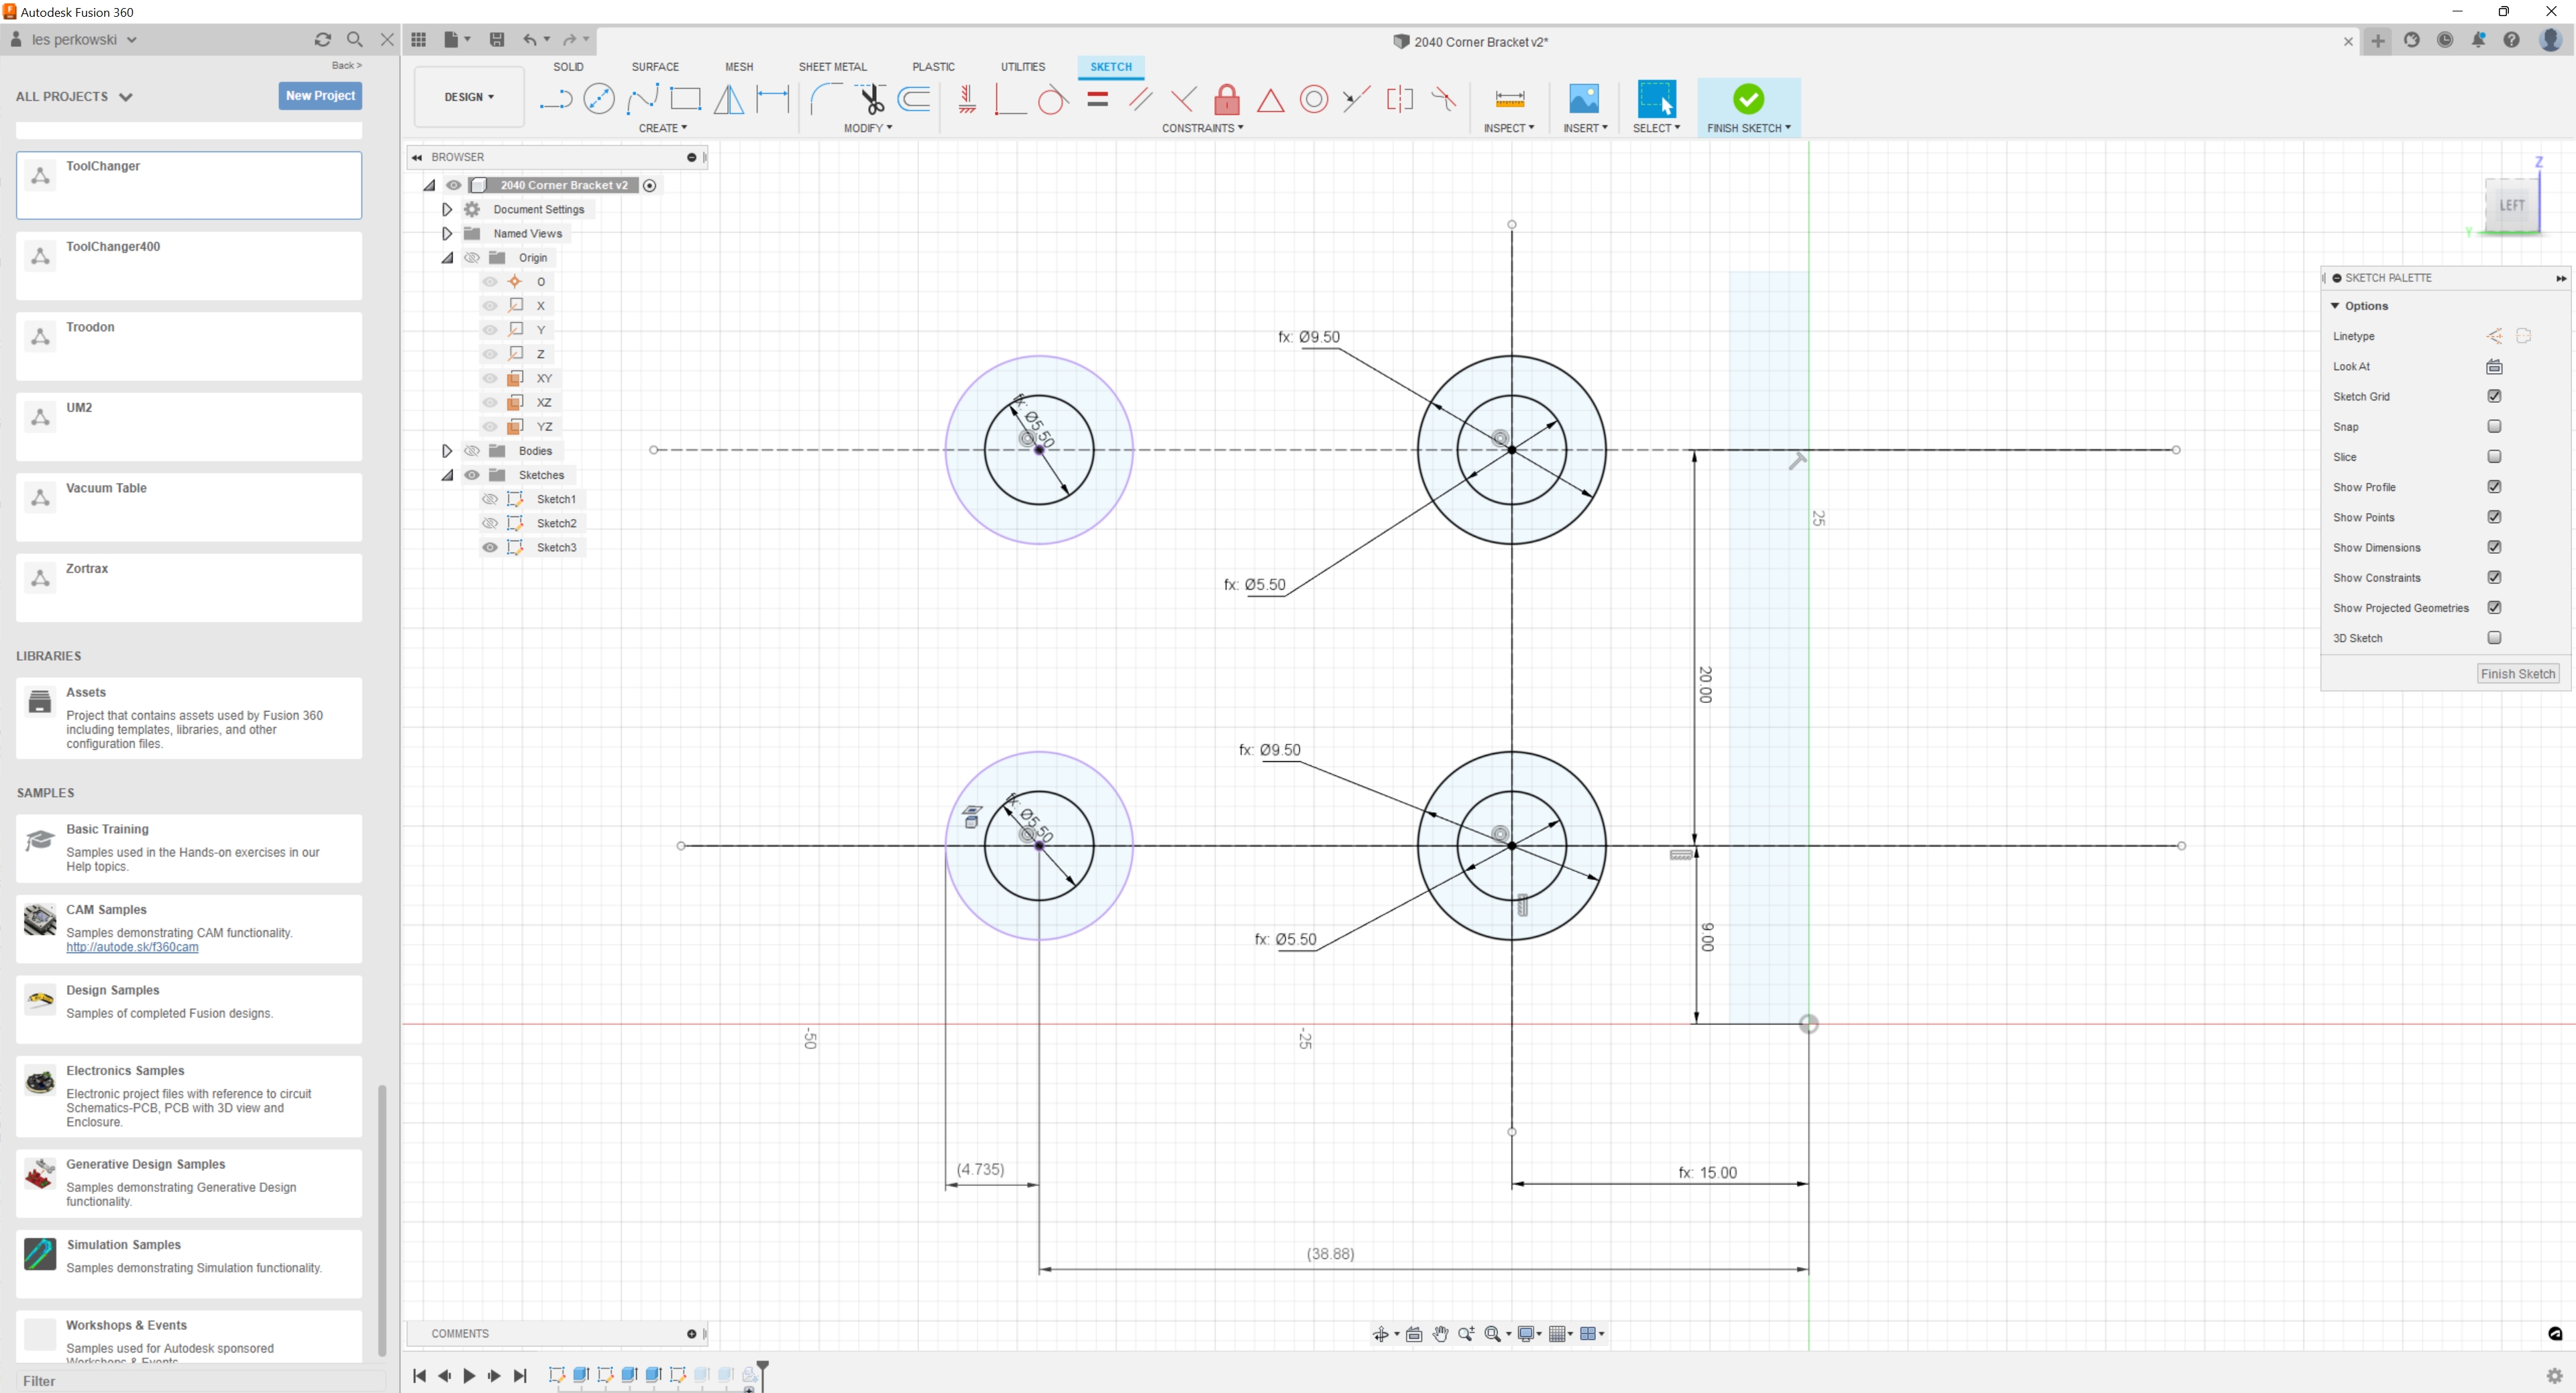 Autodesk Fusion 360
les perkowski
2040 Corner Bracket v2*
Back >
ALL PROJECTS
New Project
ToolChanger
ToolChanger400
Troodon
UM2
Vacuum Table
Zortrax
LIBRARIES
Assets
Project that contains assets used by Fusion 360
including templates, libraries, and other
configuration files.
SAMPLES
Basic Training
Samples used in the Hands-on exercises in our
Help topics.
CAM Samples
Samples demonstrating CAM functionality.
http://autode.sk/f360cam
Design Samples
Samples of completed Fusion designs.
Electronics Samples
Electronic project files with reference to circuit
Schematics-PCB, PCB with 3D view and
Enclosure.
Generative Design Samples
Samples demonstrating Generative Design
functionality.
Simulation Samples
Samples demonstrating Simulation functionality.
Workshops & Events
Samples used for Autodesk sponsored
Workshops & Events
Filter
DESIGN
SOLID
SURFACE
MESH
SHEET METAL
PLASTIC
UTILITIES
SKETCH
CREATE
MODIFY
CONSTRAINTS
INSPECT
INSERT
SELECT
FINISH SKETCH
BROWSER
2040 Corner Bracket v2
Document Settings
Named Views
Origin
O
X
Y
Z
XY
XZ
YZ
Bodies
Sketches
Sketch1
Sketch2
Sketch3
fx: Ø9.50
fx: Ø5.50
fx: Ø5.50
25
20.00
fx: Ø9.50
fx: Ø5.50
fx: Ø5.50
9.00
-50
-25
(4.735)
fx: 15.00
(38.88)
Z
LEFT
Y
SKETCH PALETTE
Options
Linetype
Look At
Sketch Grid
Snap
Slice
Show Profile
Show Points
Show Dimensions
Show Constraints
Show Projected Geometries
3D Sketch
Finish Sketch
COMMENTS